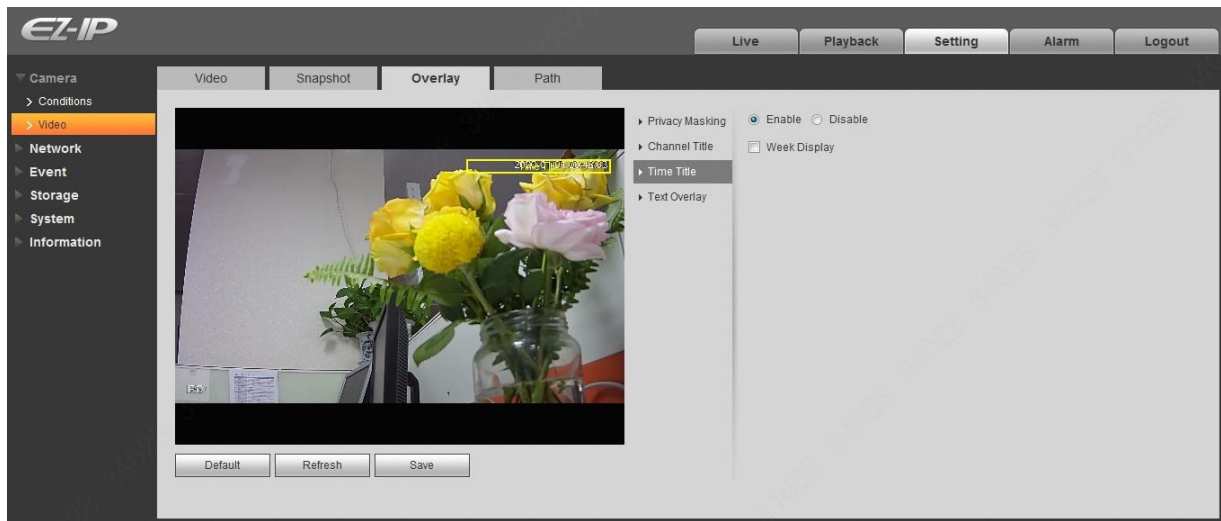 EZ-IP
Live Playback Setting Alarm Logout
Camera
Conditions
Video
Network
Event
Storage
System
Information
Video Snapshot Overlay Path
Privacy Masking
Channel Title
Time Title
Text Overlay
Enable Disable
Week Display
Default Refresh Save